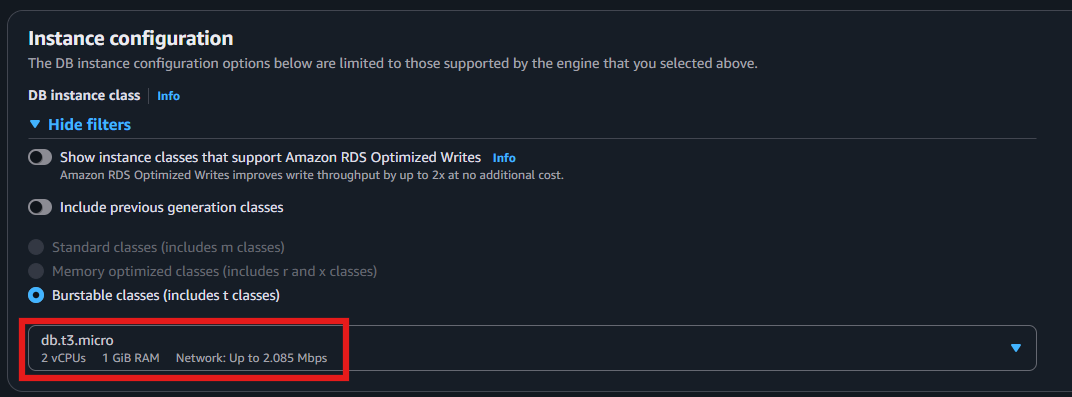 Instance configuration
The DB instance configuration options below are limited to those supported by the engine that you selected above.
DB instance class Info
Hide filters
Show instance classes that support Amazon RDS Optimized Writes Info
Amazon RDS Optimized Writes improves write throughput by up to 2x at no additional cost.
Include previous generation classes
Standard classes (includes m classes)
Memory optimized classes (includes r and x classes)
Burstable classes (includes t classes)
db.t3.micro
2 vCPUs 1 GiB RAM Network: Up to 2.085 Mbps